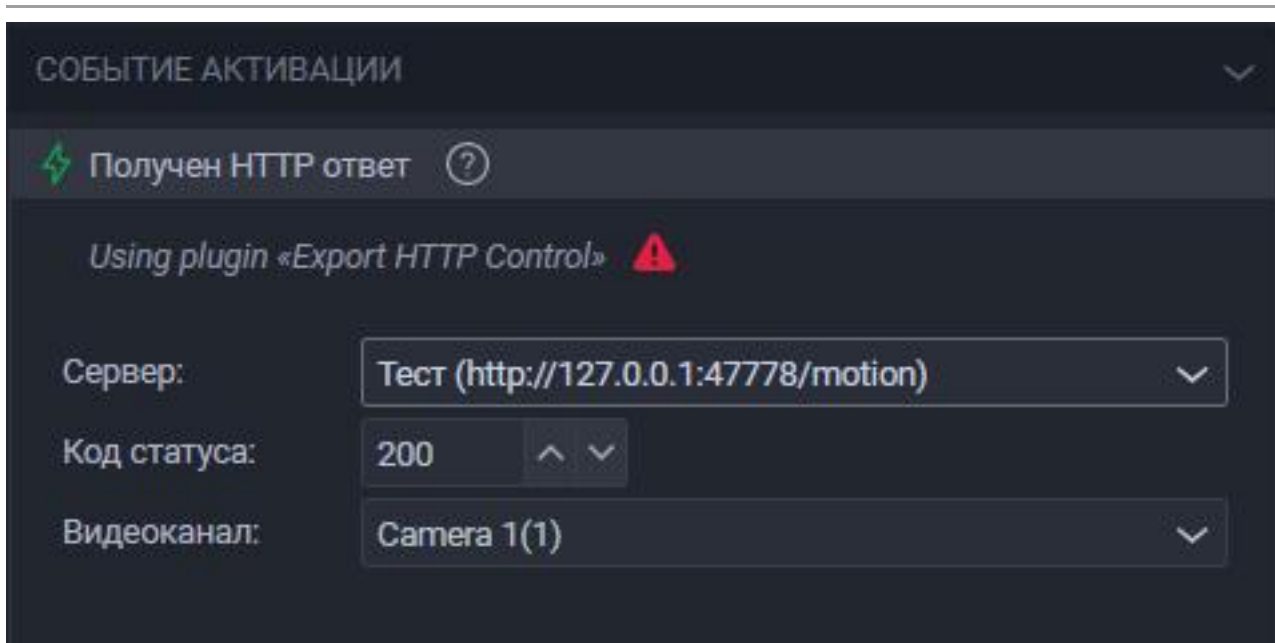 СОБЫТИЕ АКТИВАЦИИ
Получен HTTP ответ
Using plugin «Export HTTP Control»
Сервер: Тест (http://127.0.0.1:47778/motion)
Код статуса: 200
Видеоканал: Camera 1(1)